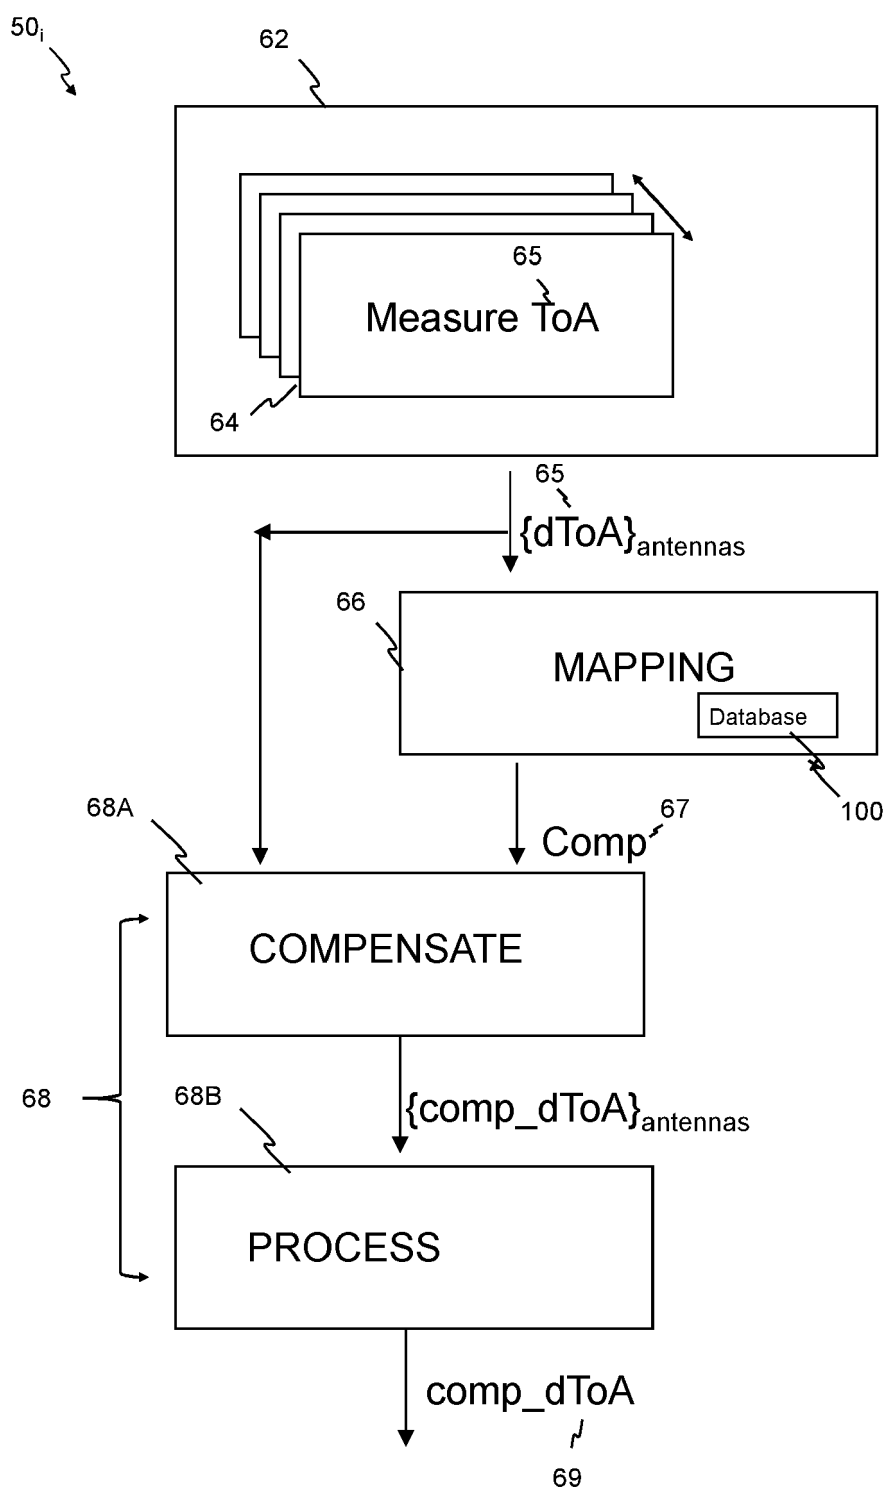 50i
62
65
Measure ToA
64
65
{dToA}antennas
66
MAPPING
Database
100
68A
Comp
67
COMPENSATE
68
68B
{comp_dToA}antennas
PROCESS
comp_dToA
69